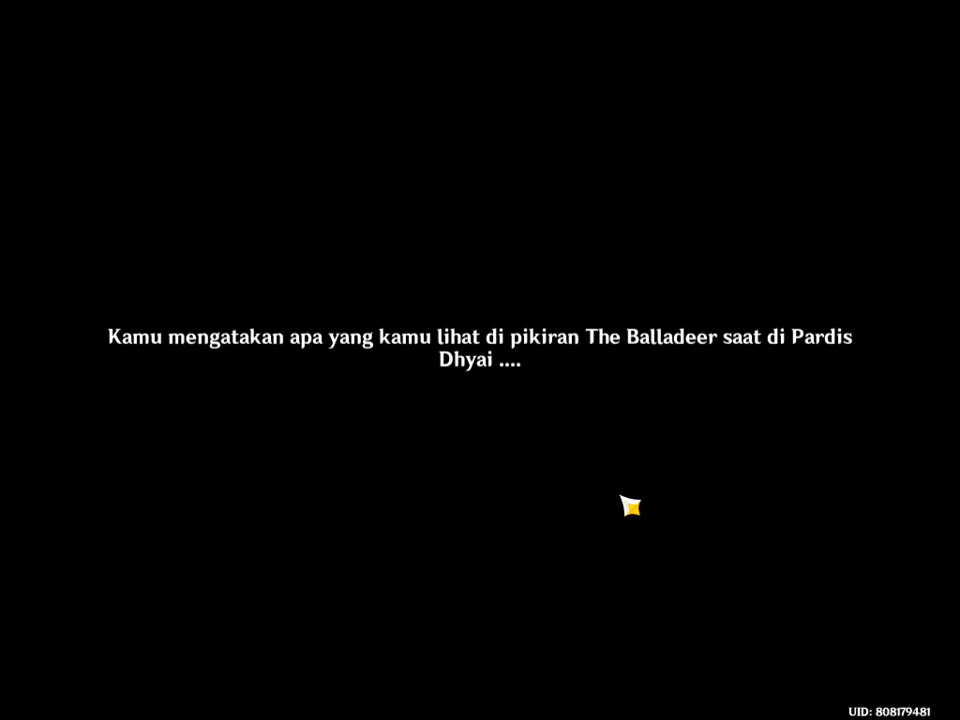 Kamu mengatakan apa yang kamu lihat di pikiran The Balladeer saat di Pardis
Dhyai ....
UID: 808179481